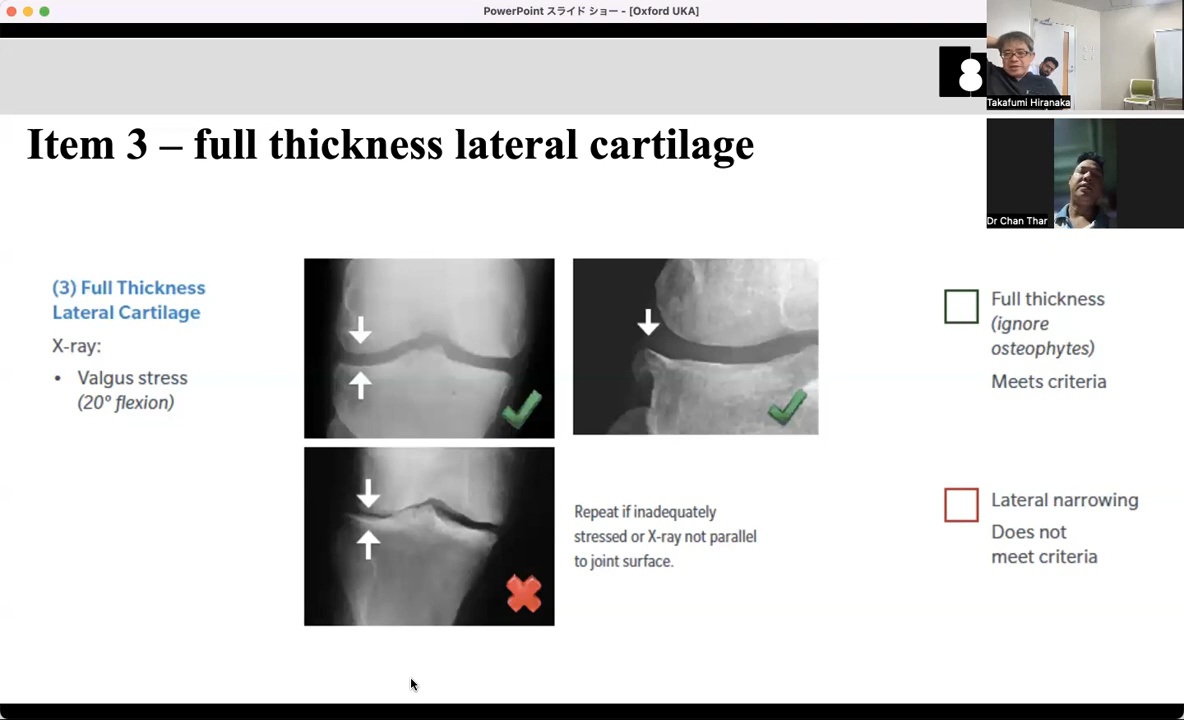 PowerPoint スライド ショー - [Oxford UKA]
Takafumi Hiranaka
Dr Chan Thar
Item 3 – full thickness lateral cartilage
(3) Full Thickness
Lateral Cartilage
X-ray:
• Valgus stress
(20° flexion)
Repeat if inadequately
stressed or X-ray not parallel
to joint surface.
Full thickness
(ignore
osteophytes)
Meets criteria
Lateral narrowing
Does not
meet criteria